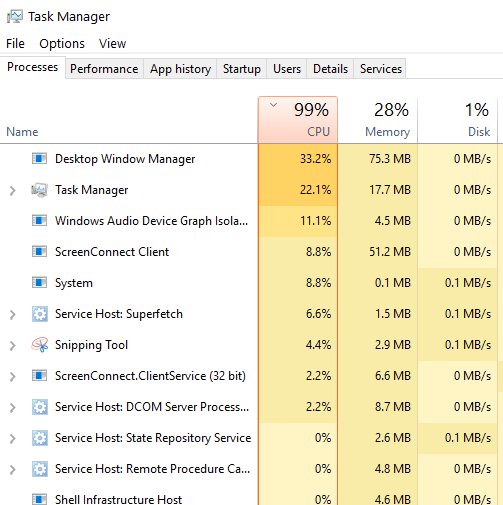 Task Manager
File Options View
Processes Performance App history Startup Users Details Services
99% 28% 1%
Name CPU Memory Disk
Desktop Window Manager 33.2% 75.3 MB 0 MB/s
Task Manager 22.1% 17.7 MB 0 MB/s
Windows Audio Device Graph Isola... 11.1% 4.5 MB 0 MB/s
ScreenConnect Client 8.8% 51.2 MB 0 MB/s
System 8.8% 0.1 MB 0.1 MB/s
Service Host: Superfetch 6.6% 1.5 MB 0.1 MB/s
Snipping Tool 4.4% 2.9 MB 0.1 MB/s
ScreenConnect.ClientService (32 bit) 2.2% 6.6 MB 0 MB/s
Service Host: DCOM Server Process... 2.2% 8.7 MB 0 MB/s
Service Host: State Repository Service 0% 2.6 MB 0.1 MB/s
Service Host: Remote Procedure Ca... 0% 4.8 MB 0 MB/s
Shell Infrastructure Host 0% 4.6 MB 0 MB/s